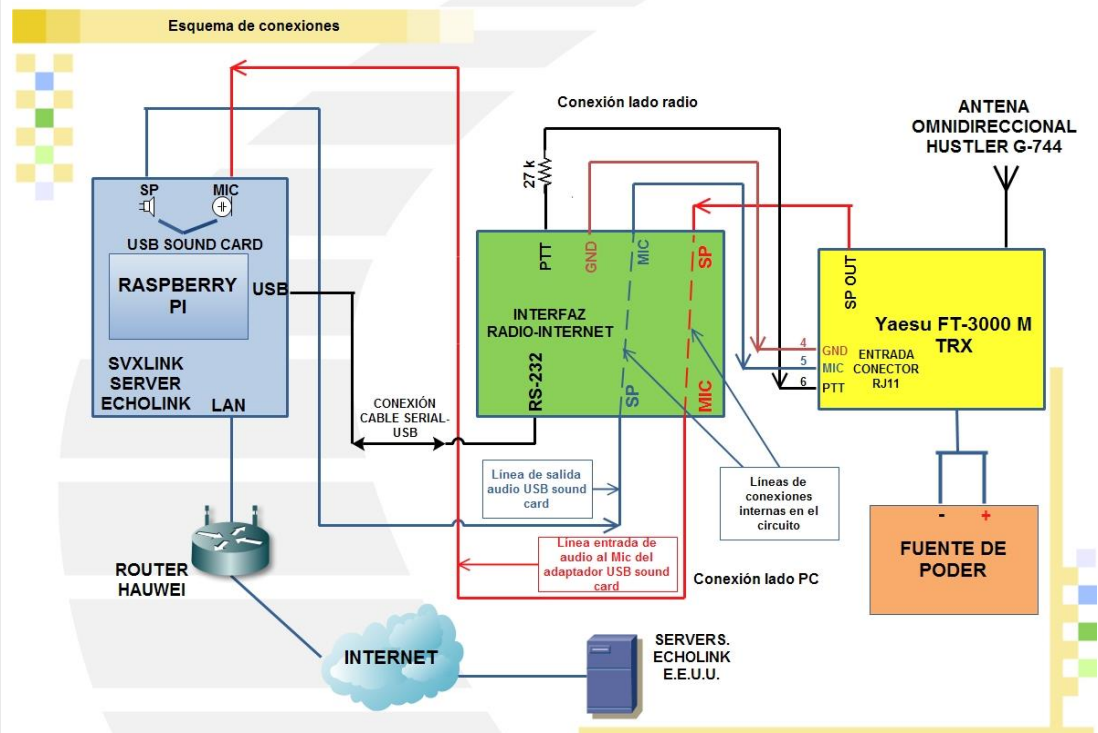 Esquema de conexiones
Conexión lado radio
ANTENA
OMNIDIRECCIONAL
HUSTLER G-744
27 k
SP
MIC
USB SOUND CARD
RASPBERRY
PI
USB
SVXLINK
SERVER
ECHOLINK
LAN
PTT
GND
MIC
SP
INTERFAZ
RADIO-INTERNET
RS-232
SP
MIC
SP OUT
Yaesu FT-3000 M
TRX
4
GND
5
MIC
6
PTT
ENTRADA
CONECTOR
RJ11
CONEXIÓN
CABLE SERIAL-
USB
Línea de salida
audio USB sound
card
Líneas de
conexiones
internas en el
circuito
Línea entrada de
audio al Mic del
adaptador USB sound
card
Conexión lado PC
-
+
FUENTE DE
PODER
ROUTER
HAUWEI
INTERNET
SERVERS.
ECHOLINK
E.E.U.U.